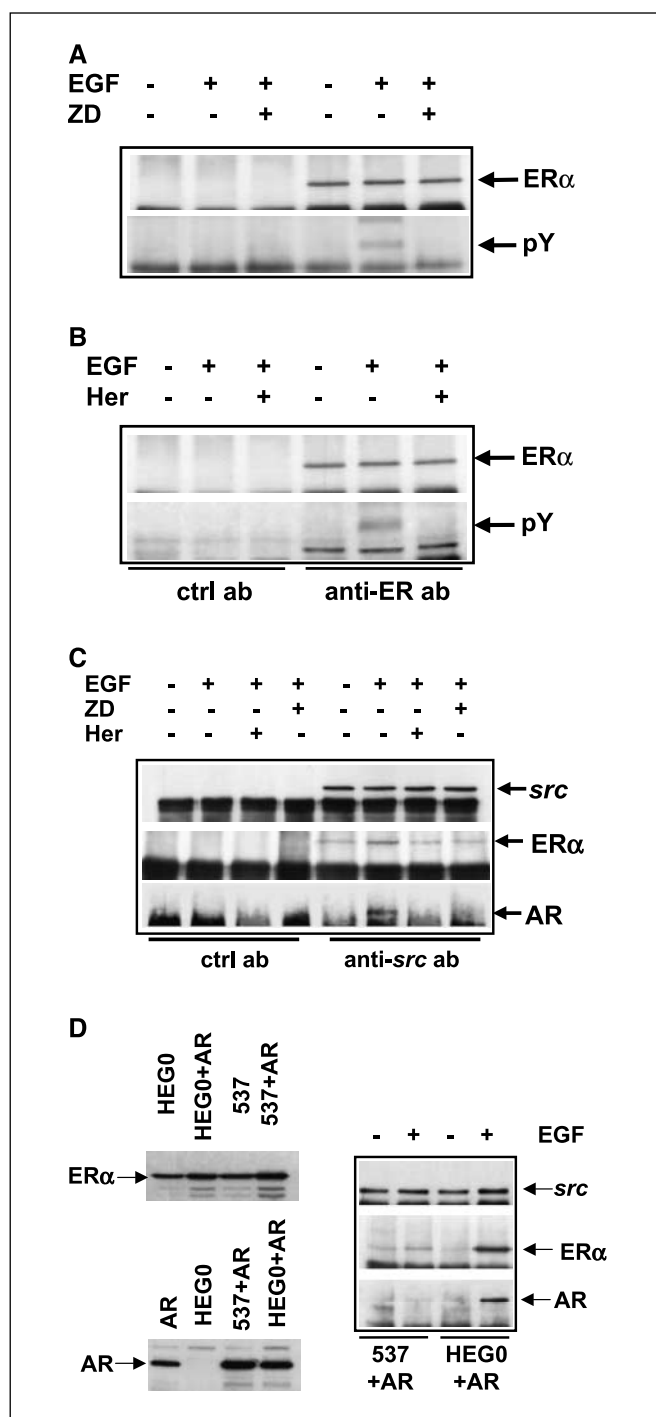 A
EGF - + + - + +
ZD - - + - - +
ERα
pY
B
EGF - + + - + +
Her - - + - - +
ERα
pY
ctrl ab anti-ER ab
C
EGF - + + + - + + +
ZD - - - + - - - +
Her - - + - - - + -
src
ERα
AR
ctrl ab anti-src ab
D
HEG0 HEG0+AR 537 537+AR
ERα
AR HEG0 537+AR HEG0+AR
AR
- + - + EGF
src
ERα
AR
537 HEG0
+AR +AR